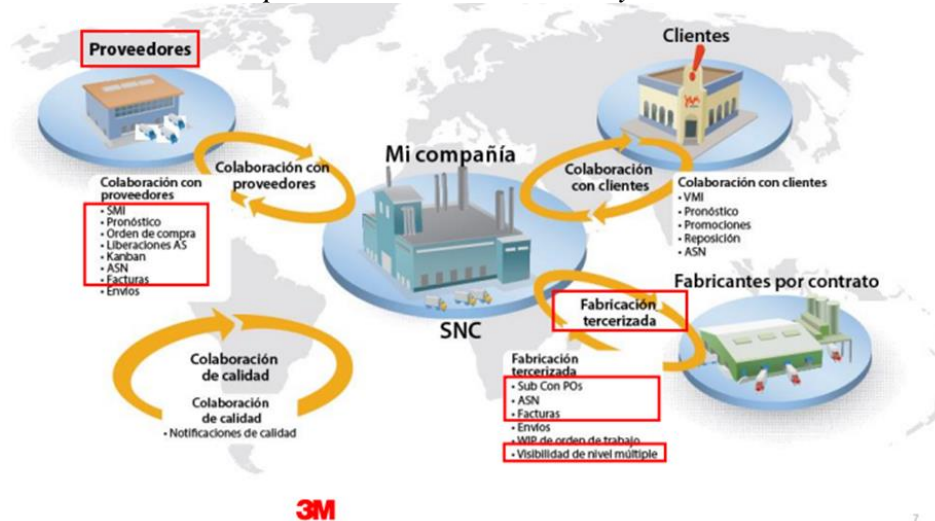 Proveedores
Clientes
Colaboración con
proveedores
Mi compañía
Colaboración
con clientes
Colaboración con
proveedores
• SMI
• Pronóstico
• Orden de compra
• Liberaciones AS
• Kanban
• ASN
• Facturas
• Envíos
Colaboración con clientes
• VMI
• Pronóstico
• Promociones
• Reposición
• ASN
SNC
Fabricación
tercerizada
Fabricantes por contrato
Fabricación
tercerizada
• Sub Con POs
• ASN
• Facturas
• Envíos
• WIP de orden de trabajo
• Visibilidad de nivel múltiple
Colaboración
de calidad
Colaboración
de calidad
• Notificaciones de calidad
3M
7